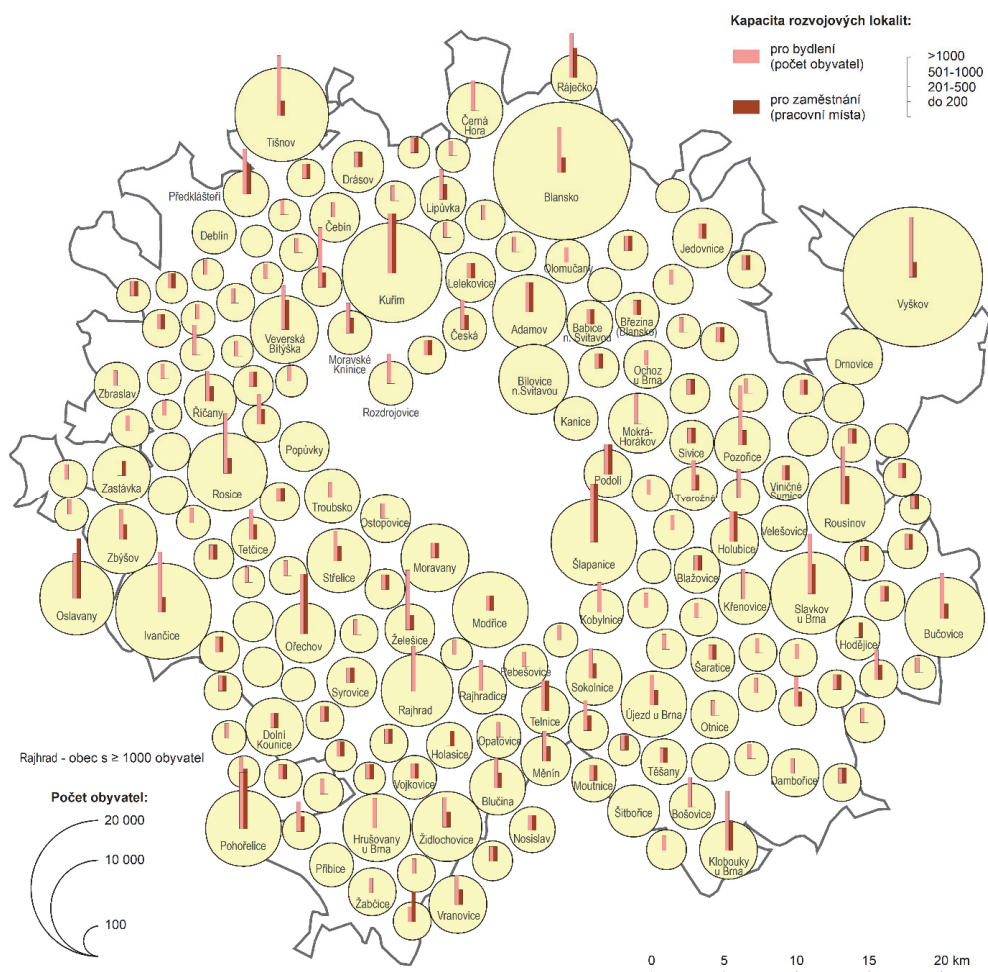 Kapacita rozvojových lokalit:
pro bydlení
(počet obyvatel)
pro zaměstnání
(pracovní místa)
>1000
501-1000
201-500
do 200
Ráječko
Černá
Hora
Tišnov
Drásov
Blansko
Předklášteří
Lipůvka
Čebín
Deblín
Jedovnice
Olomučany
Kuřim
Lelekovice
Vyškov
Adamov
Babice
n. Svitavou
Březina
(Blansko)
Veverská
Bítýška
Moravské
Knínice
Česká
Drnovice
Ochoz
u Brna
Bílovice
n.Svitavou
Zbraslav
Rozdrojovice
Říčany
Kanice
Mokrá-
Horákov
Sivice
Pozořice
Popůvky
Zastávka
Rosice
Podolí
Tvarožná
Viničné
Šumice
Rousínov
Troubsko
Ostopovice
Velešovice
Zbýšov
Tetčice
Holubice
Střelice
Moravany
Šlapanice
Blažovice
Oslavany
Ivančice
Modřice
Kobylnice
Křenovice
Slavkov
u Brna
Bučovice
Ořechov
Želešice
Hodějice
Rebešovice
Šaratice
Syrovice
Rajhrad
Rajhradice
Sokolnice
Telnice
Újezd u Brna
Otnice
Dolní
Kounice
Holasice
Opatovice
Rajhrad - obec s ≥ 1000 obyvatel
Měnín
Těšany
Vojkovice
Moutnice
Dambořice
Blučina
Počet obyvatel:
20 000
10 000
100
Šitbořice
Bošovice
Pohořelice
Hrušovany
u Brna
Židlochovice
Nosislav
Klobouky
u Brna
Přibice
Žabčice
Vranovice
0 5 10 15 20 km